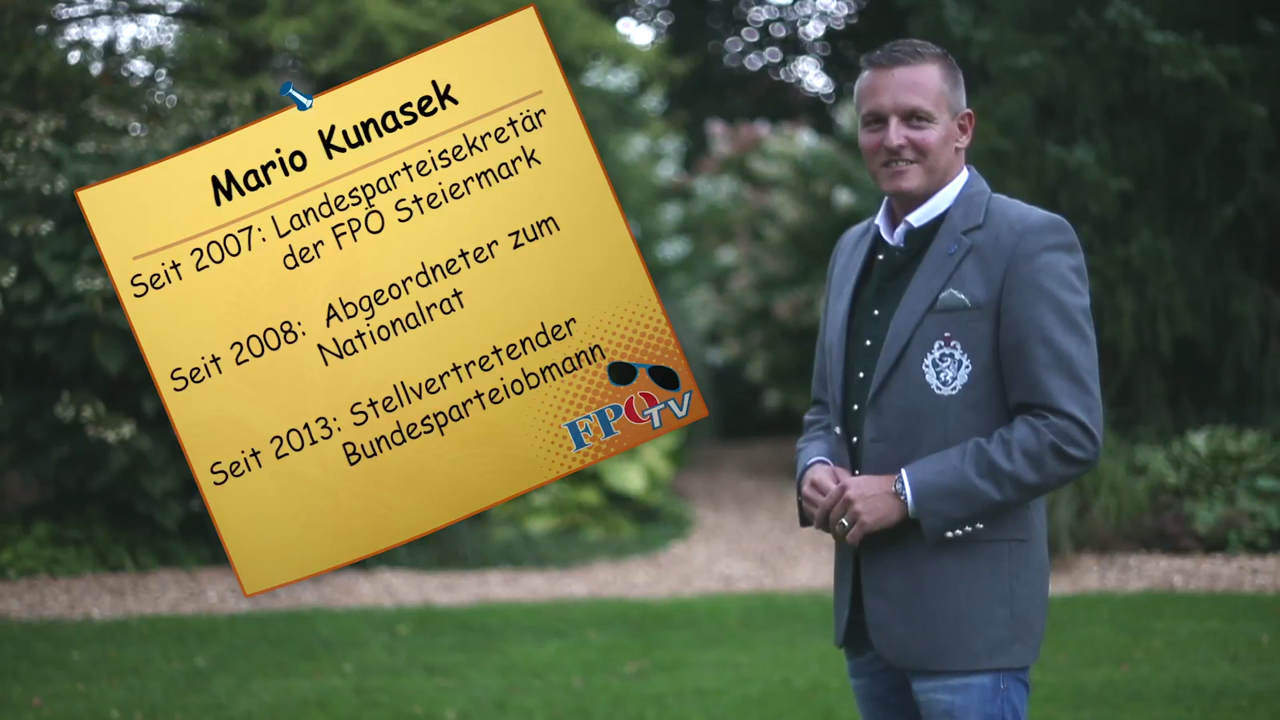 Mario Kunasek
Seit 2007: Landesparteisekretär
der FPÖ Steiermark
Seit 2008: Abgeordneter zum
Nationalrat
Seit 2013: Stellvertretender
Bundesparteiobmann
FPÖ TV